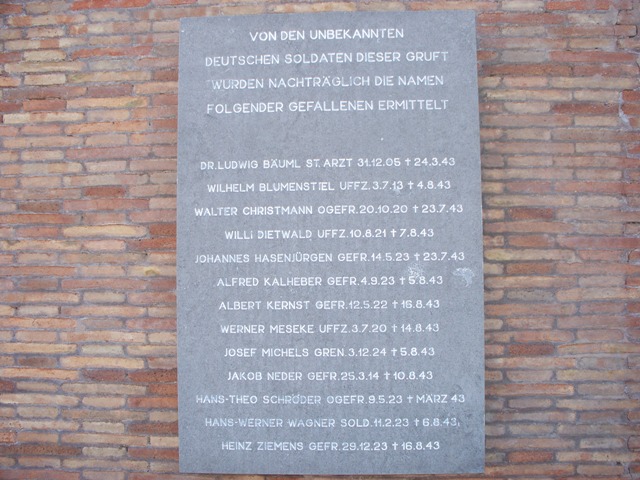 VON DEN UNBEKANNTEN
DEUTSCHEN SOLDATEN DIESER GRUFT
WURDEN NACHTRÄGLICH DIE NAMEN
FOLGENDER GEFALLENEN ERMITTELT
DR. LUDWIG BÄUML ST. ARZT 31.12.05 † 24.3.43
WILHELM BLUMENSTIEL UFFZ. 3.7.13 † 4.8.43
WALTER CHRISTMANN OGEFR. 20.10.20 † 23.7.43
WILLI DIETWALD UFFZ. 10.8.21 † 7.8.43
JOHANNES HASENJÜRGEN GEFR. 14.5.23 † 23.7.43
ALFRED KALHEBER GEFR. 4.9.23 † 5.8.43
ALBERT KERNST GEFR. 12.5.22 † 16.8.43
WERNER MESEKE UFFZ. 3.7.20 † 14.8.43
JOSEF MICHELS GREN. 3.12.24 † 5.8.43
JAKOB NEDER GEFR. 25.3.14 † 10.8.43
HANS-THEO SCHRÖDER OGEFR. 9.5.23 † MÄRZ 43
HANS-WERNER WAGNER SOLD. 11.2.23 † 6.8.43
HEINZ ZIEMENS GEFR. 29.12.23 † 16.8.43